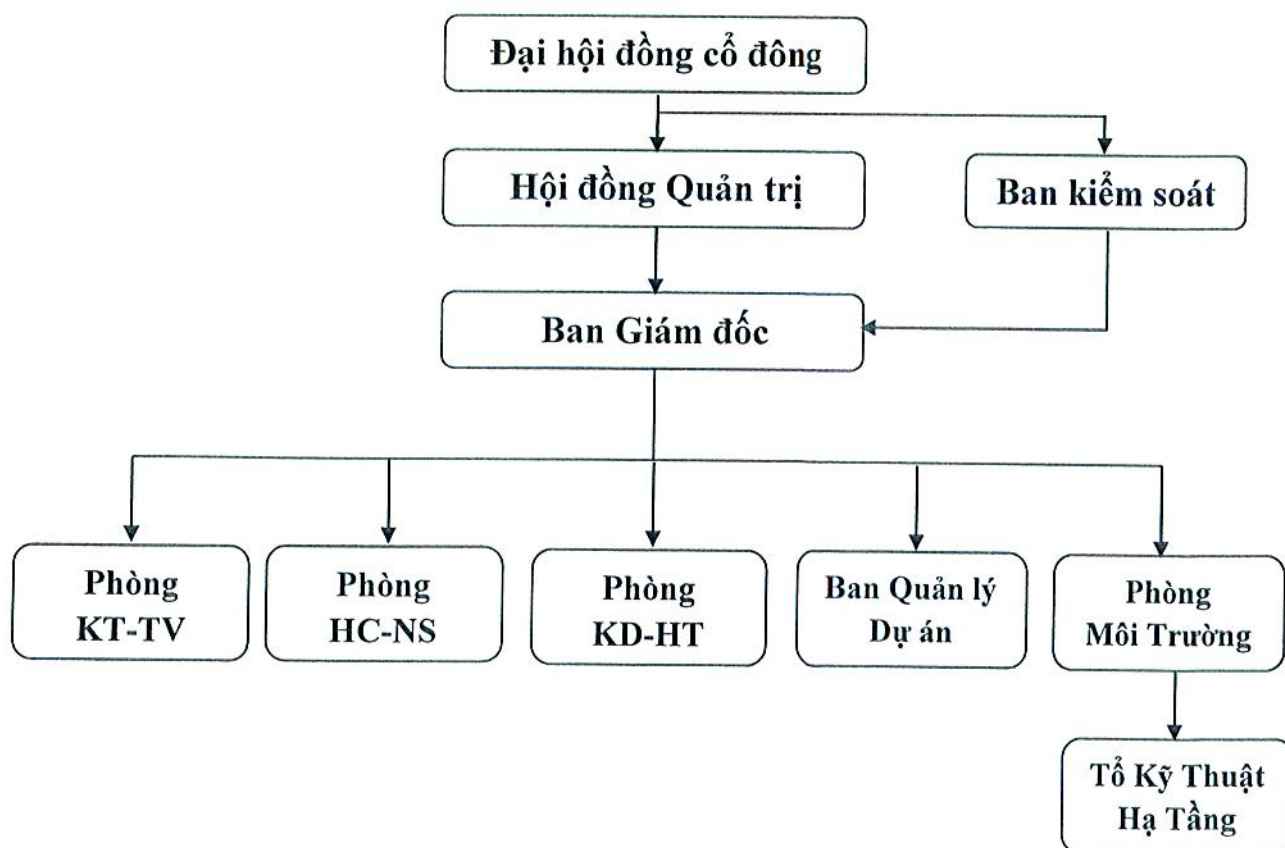 Đại hội đồng cổ đông
Hội đồng Quản trị
Ban kiểm soát
Ban Giám đốc
Phòng
KT-TV
Phòng
HC-NS
Phòng
KD-HT
Ban Quản lý
Dự án
Phòng
Môi Trường
Tổ Kỹ Thuật
Hạ Tầng